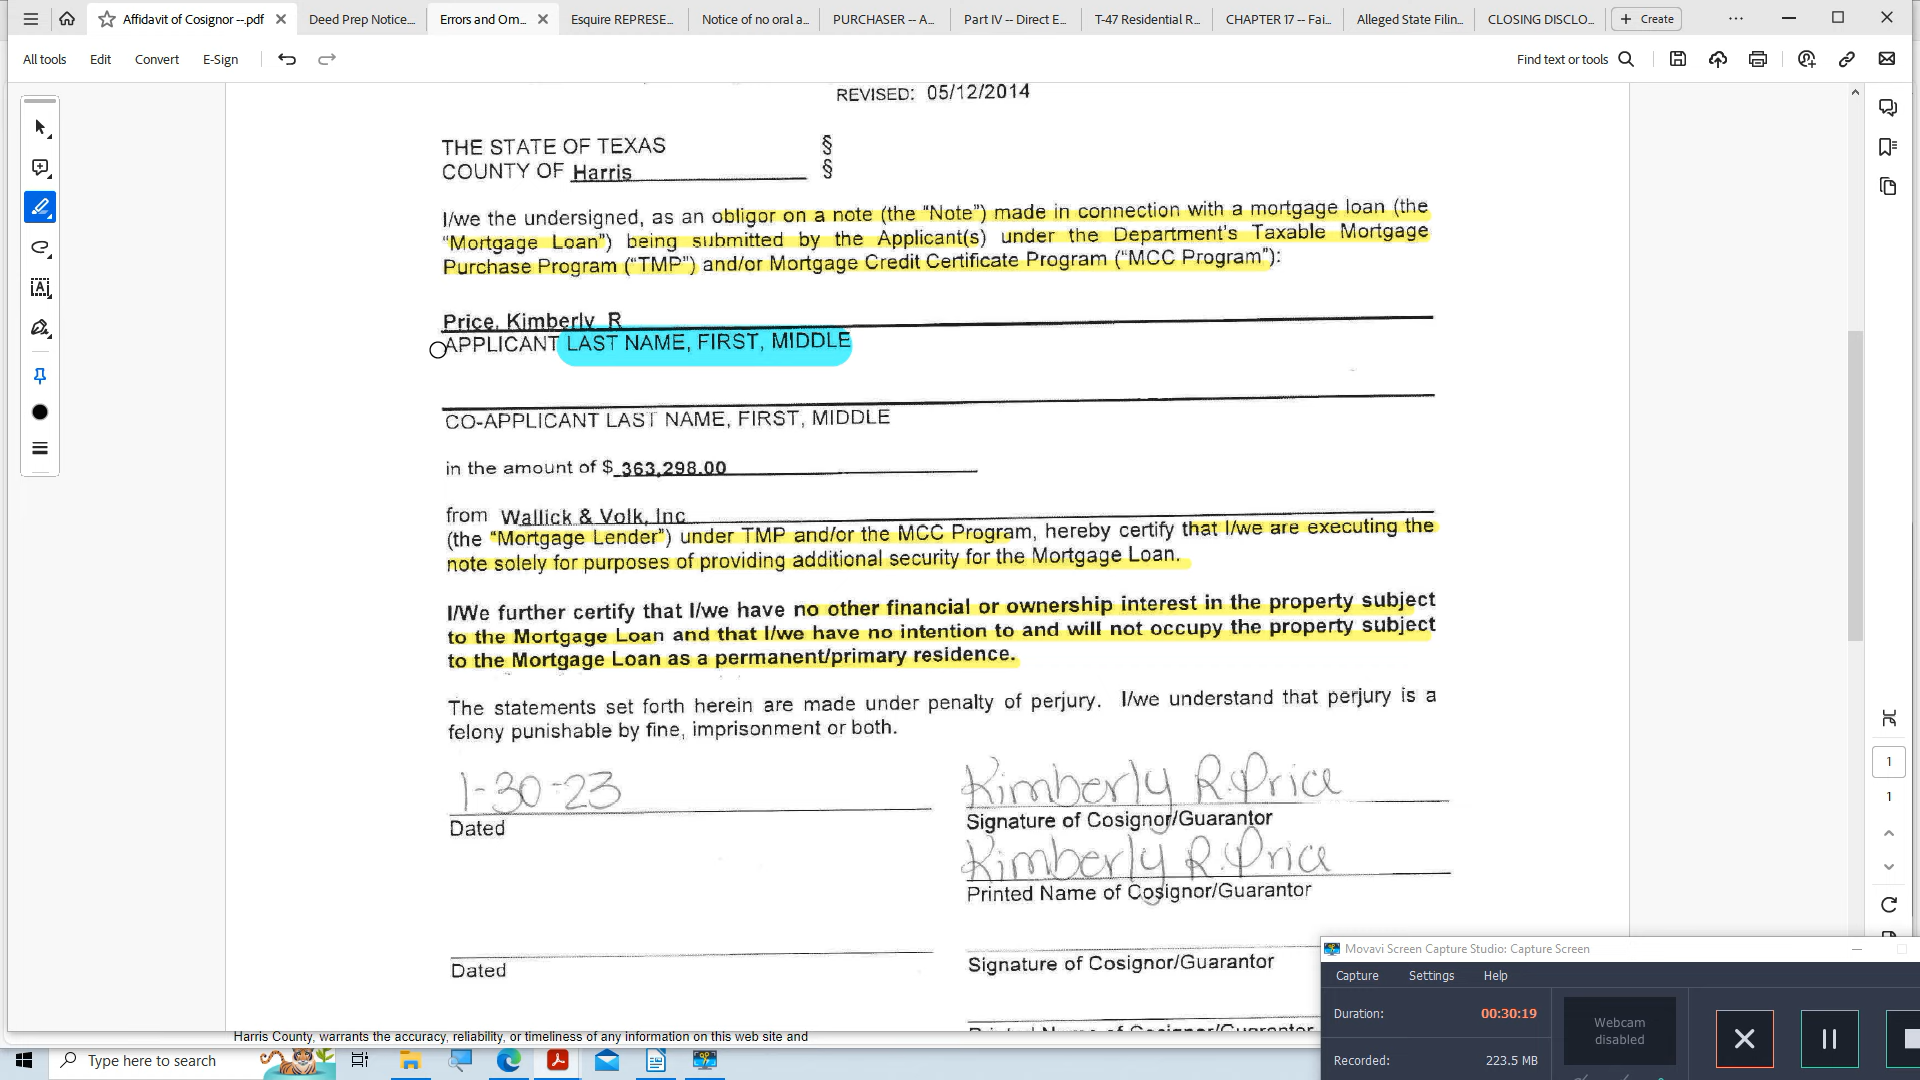 Affidavit of Cosignor --.pdf
Deed Prep Notice...
Errors and Om...
Esquire REPRESE...
Notice of no oral a...
PURCHASER -- A...
Part IV -- Direct E...
T-47 Residential R...
CHAPTER 17 -- Fai...
Alleged State Filin...
CLOSING DISCLO...
Create
All tools
Edit
Convert
E-Sign
Find text or tools
REVISED: 05/12/2014
THE STATE OF TEXAS §
COUNTY OF Harris §
I/we the undersigned, as an obligor on a note (the “Note”) made in connection with a mortgage loan (the
“Mortgage Loan”) being submitted by the Applicant(s) under the Department’s Taxable Mortgage
Purchase Program (“TMP”) and/or Mortgage Credit Certificate Program (“MCC Program”):
Price, Kimberly R
APPLICANT LAST NAME, FIRST, MIDDLE
CO-APPLICANT LAST NAME, FIRST, MIDDLE
in the amount of $ 363,298.00
from Wallick & Volk, Inc
(the “Mortgage Lender”) under TMP and/or the MCC Program, hereby certify that I/we are executing the
note solely for purposes of providing additional security for the Mortgage Loan.
I/We further certify that I/we have no other financial or ownership interest in the property subject
to the Mortgage Loan and that I/we have no intention to and will not occupy the property subject
to the Mortgage Loan as a permanent/primary residence.
The statements set forth herein are made under penalty of perjury. I/we understand that perjury is a
felony punishable by fine, imprisonment or both.
1-30-23
Dated
Kimberly R. Price
Signature of Cosignor/Guarantor
Kimberly R. Price
Printed Name of Cosignor/Guarantor
Dated
Signature of Cosignor/Guarantor
1
1
Movavi Screen Capture Studio: Capture Screen
Capture
Settings
Help
Duration:
00:30:19
Webcam
disabled
Recorded:
223.5 MB
Harris County, warrants the accuracy, reliability, or timeliness of any information on this web site and
Type here to search